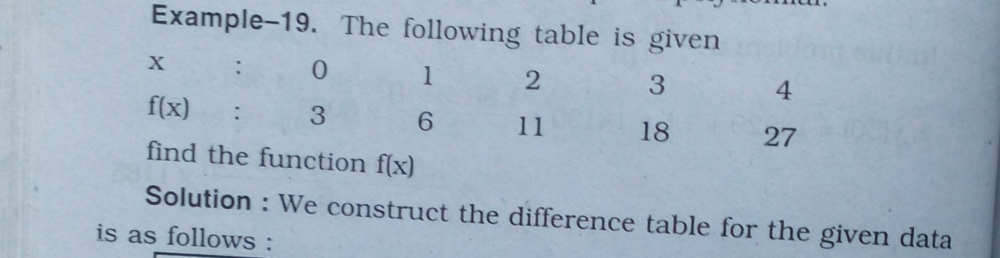 Example–19. The following table is given
x : 0 1 2 3 4
f(x) : 3 6 11 18 27
find the function f(x)
Solution : We construct the difference table for the given data
is as follows :